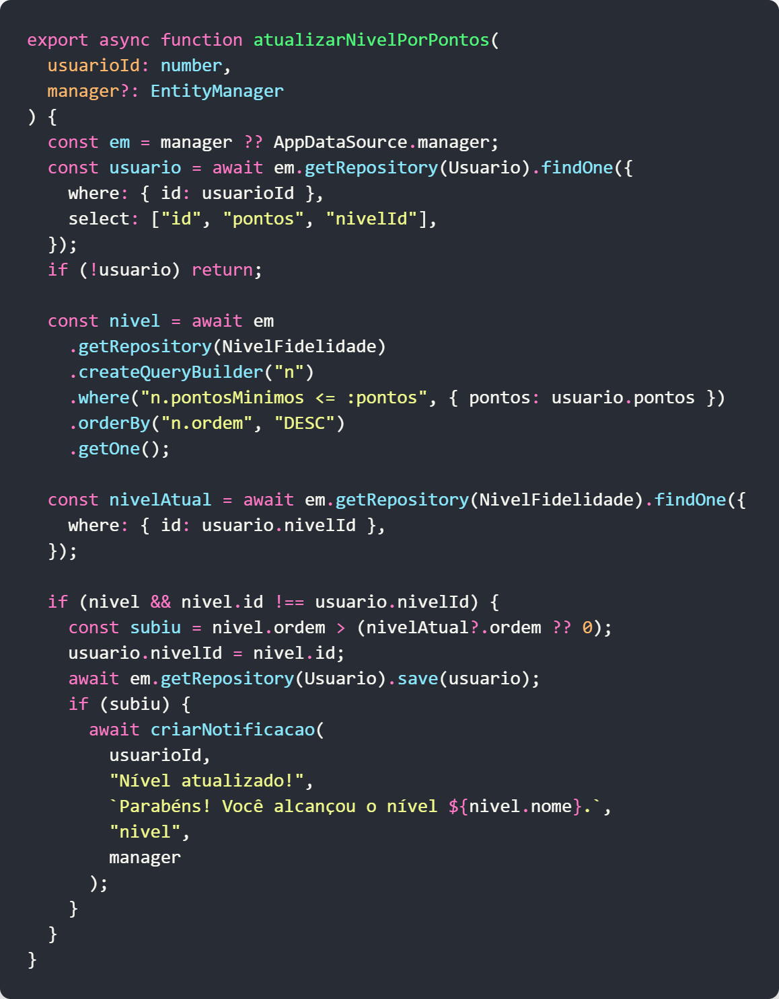 export async function atualizarNivelPorPontos(
  usuarioId: number,
  manager?: EntityManager
) {
  const em = manager ?? AppDataSource.manager;
  const usuario = await em.getRepository(Usuario).findOne({
    where: { id: usuarioId },
    select: ["id", "pontos", "nivelId"],
  });
  if (!usuario) return;

  const nivel = await em
    .getRepository(NivelFidelidade)
    .createQueryBuilder("n")
    .where("n.pontosMinimos <= :pontos", { pontos: usuario.pontos })
    .orderBy("n.ordem", "DESC")
    .getOne();

  const nivelAtual = await em.getRepository(NivelFidelidade).findOne({
    where: { id: usuario.nivelId },
  });

  if (nivel && nivel.id !== usuario.nivelId) {
    const subiu = nivel.ordem > (nivelAtual?.ordem ?? 0);
    usuario.nivelId = nivel.id;
    await em.getRepository(Usuario).save(usuario);
    if (subiu) {
      await criarNotificacao(
        usuarioId,
        "Nível atualizado!",
        `Parabéns! Você alcançou o nível ${nivel.nome}.`,
        "nivel",
        manager
      );
    }
  }
}